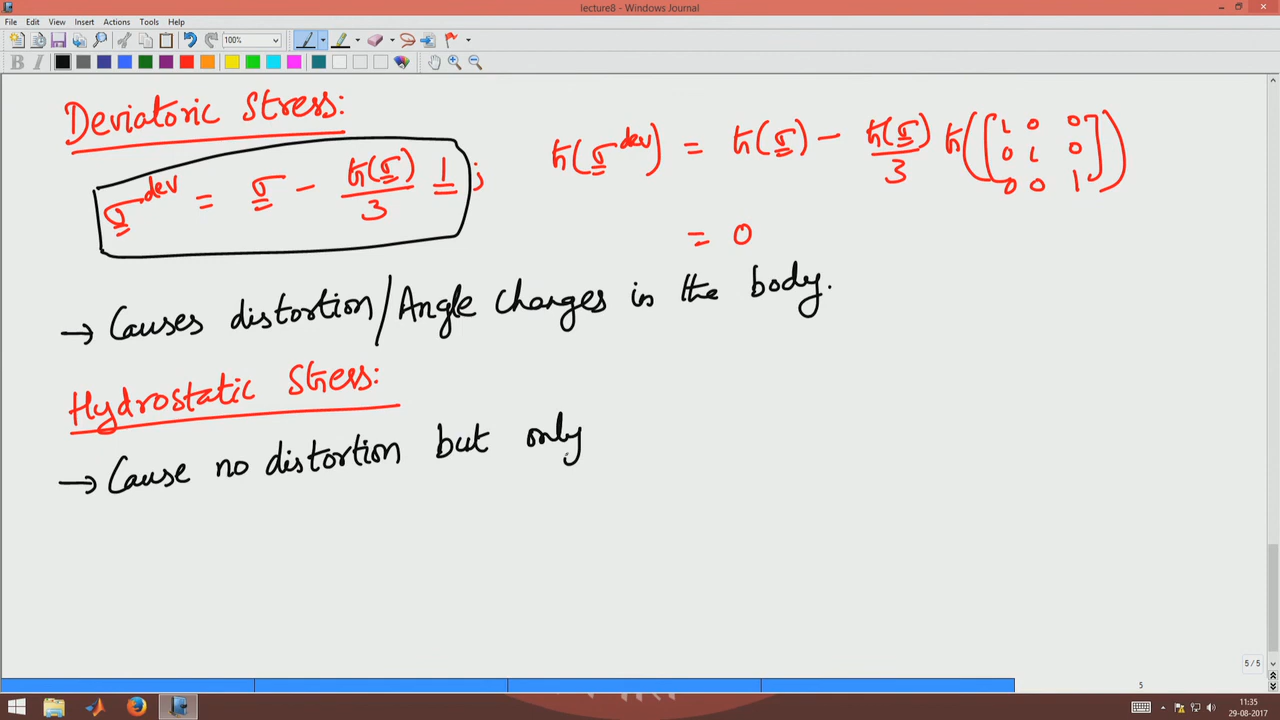 lecture8 - Windows Journal
File Edit View Insert Actions Tools Help
100%
B I
Deviatoric Stress:
σ^dev = σ - tr(σ)/3 1 ; tr(σ^dev) = tr(σ) - tr(σ)/3 tr([1 0 0
0 1 0
0 0 1])
= 0
→ Causes distortion/Angle changes in the body.
Hydrostatic Stress:
→ Cause no distortion but only
5 / 5
5
11:35
29-08-2017